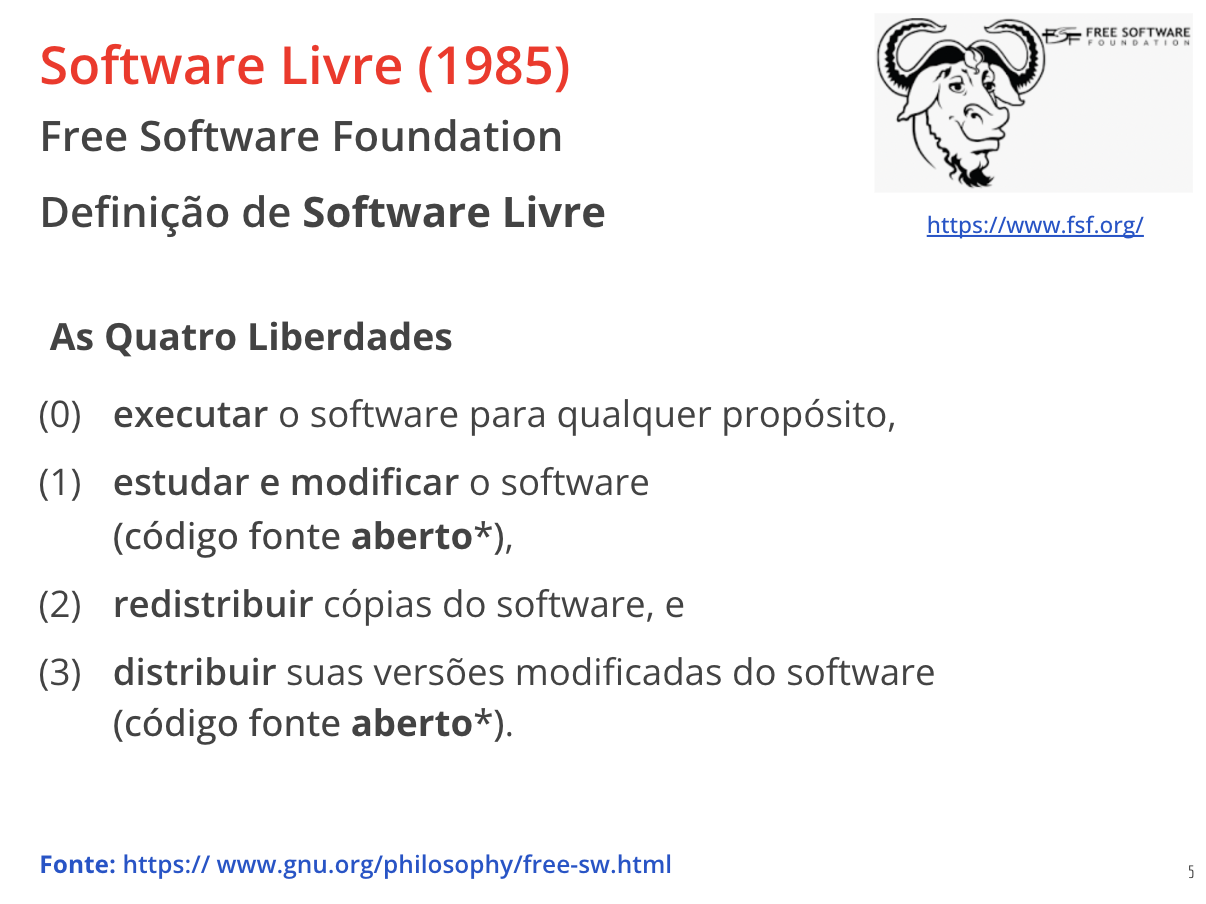 Software Livre (1985)
Free Software Foundation
Definição de Software Livre
FSF FREE SOFTWARE
FOUNDATION
https://www.fsf.org/
As Quatro Liberdades
(0) executar o software para qualquer propósito,
(1) estudar e modificar o software
(código fonte aberto*),
(2) redistribuir cópias do software, e
(3) distribuir suas versões modificadas do software
(código fonte aberto*).
Fonte: https:// www.gnu.org/philosophy/free-sw.html
5